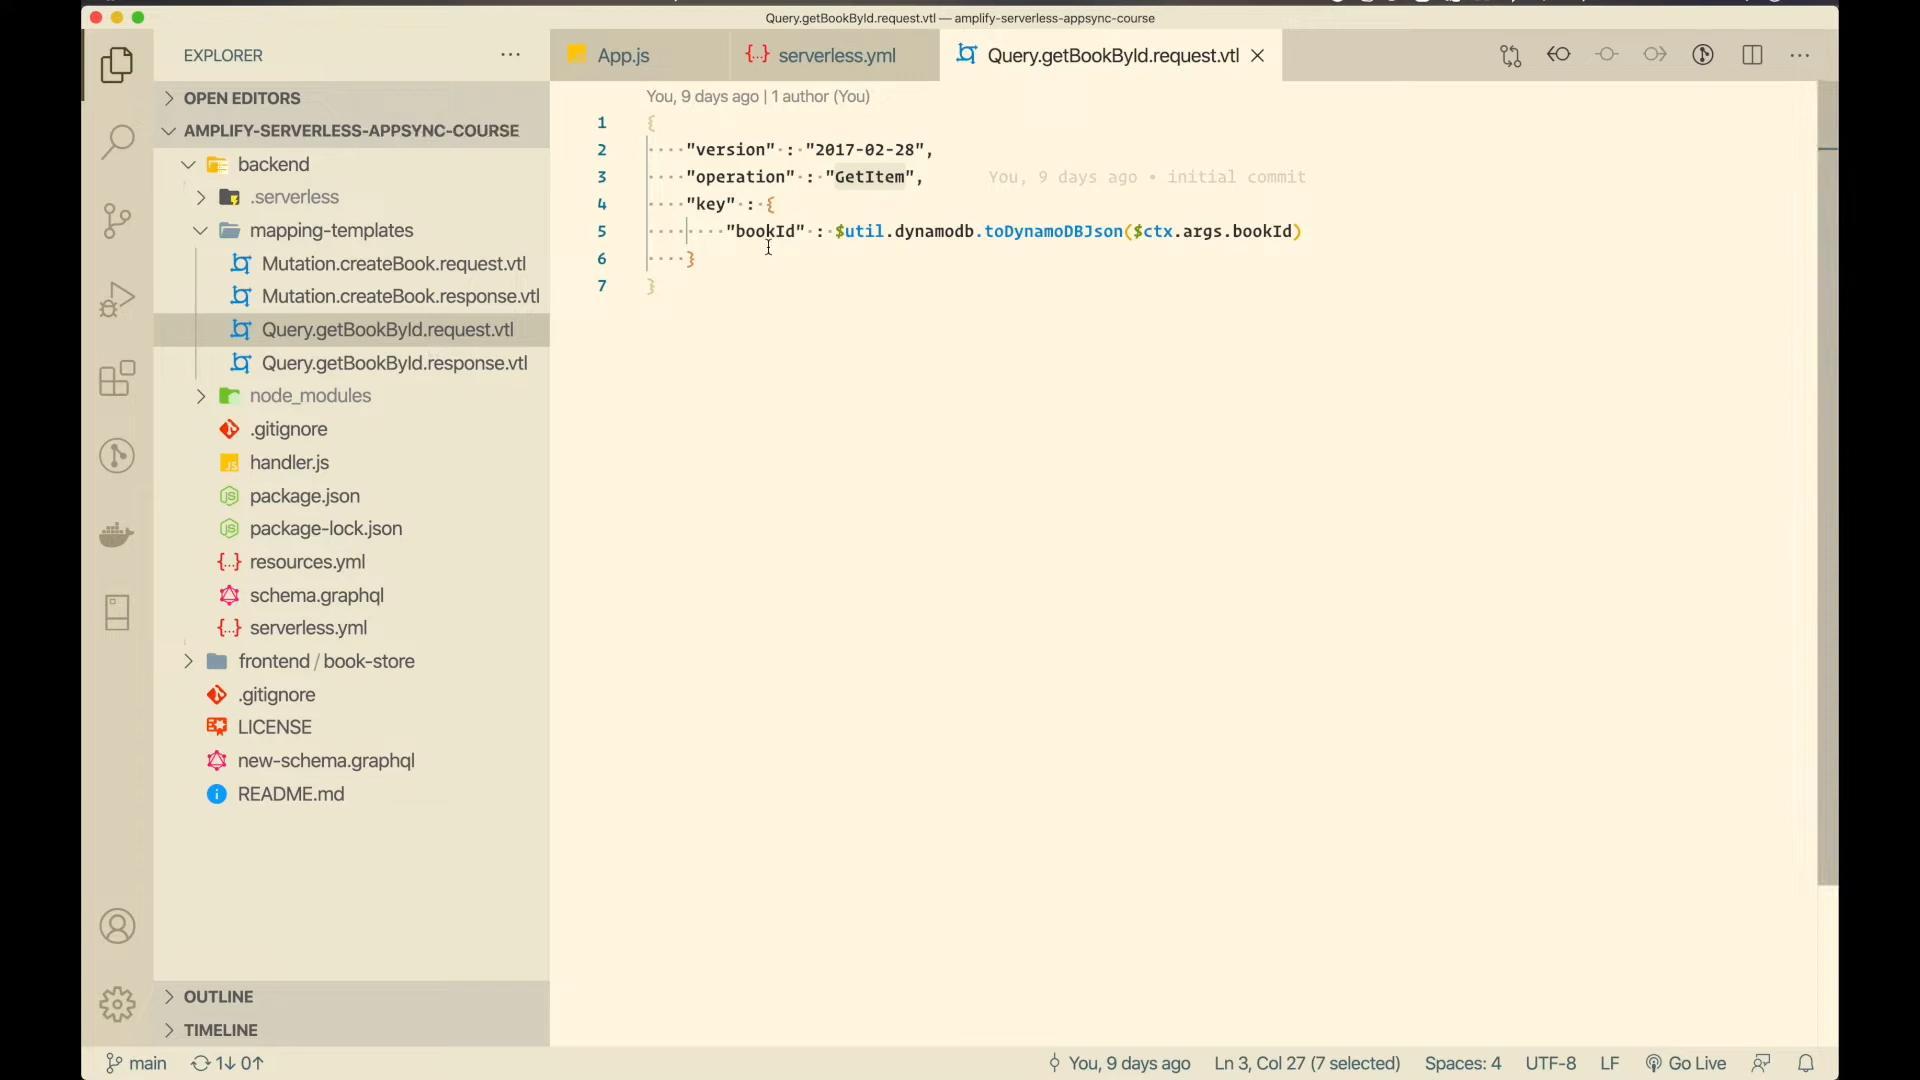 Query.getBookById.request.vtl — amplify-serverless-appsync-course
EXPLORER
App.js
serverless.yml
Query.getBookById.request.vtl
OPEN EDITORS
AMPLIFY-SERVERLESS-APPSYNC-COURSE
backend
.serverless
mapping-templates
Mutation.createBook.request.vtl
Mutation.createBook.response.vtl
Query.getBookById.request.vtl
Query.getBookById.response.vtl
node_modules
.gitignore
handler.js
package.json
package-lock.json
resources.yml
schema.graphql
serverless.yml
frontend / book-store
.gitignore
LICENSE
new-schema.graphql
README.md
OUTLINE
TIMELINE
You, 9 days ago | 1 author (You)
1 {
2 ····"version"·:·"2017-02-28",
3 ····"operation"·:·"GetItem", You, 9 days ago • initial commit
4 ····"key"·:·{
5 ········"bookId"·:·$util.dynamodb.toDynamoDBJson($ctx.args.bookId)
6 ····}
7 }
main
1↓ 0↑
You, 9 days ago
Ln 3, Col 27 (7 selected)
Spaces: 4
UTF-8
LF
Go Live